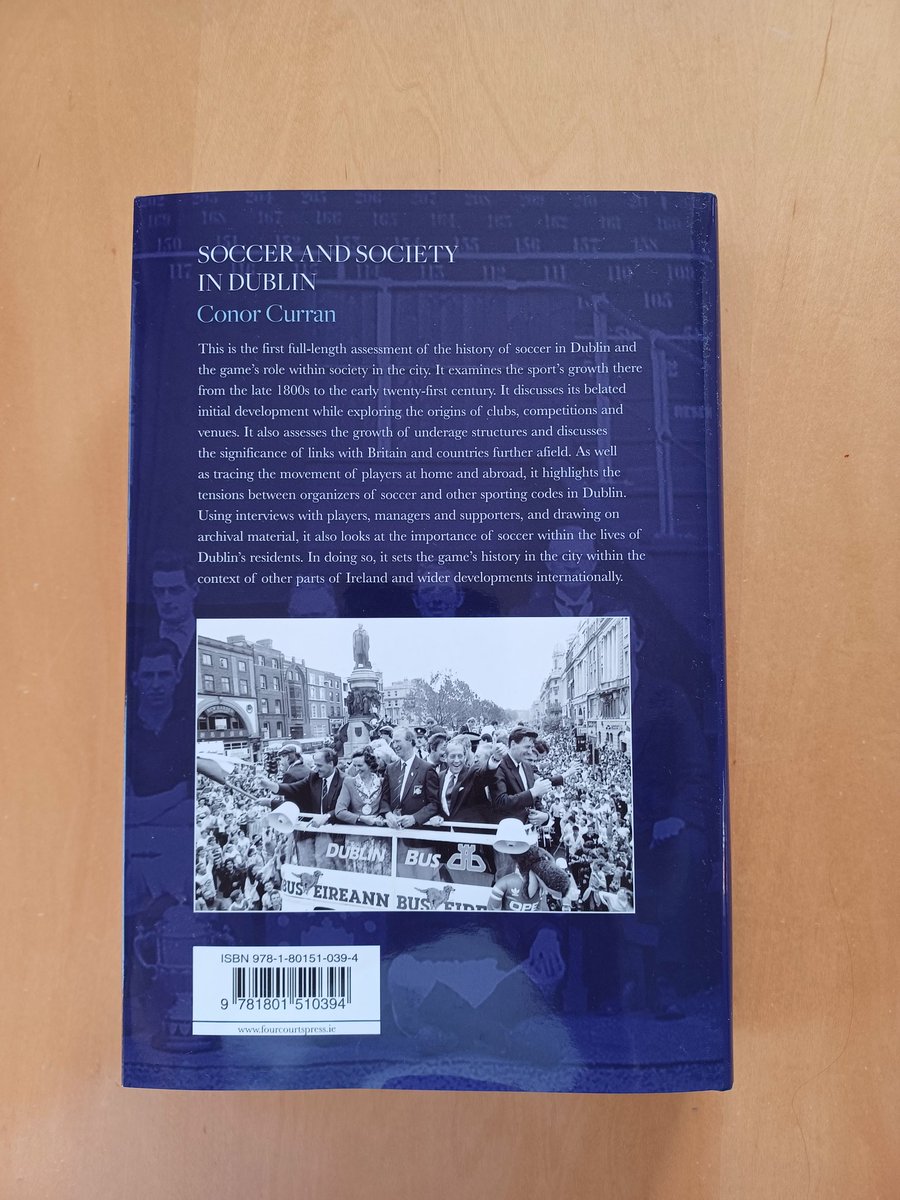 SOCCER AND SOCIETY
IN DUBLIN
Conor Curran
This is the first full-length assessment of the history of soccer in Dublin and
the game's role within society in the city. It examines the sport's growth there
from the late 1800s to the early twenty-first century. It discusses its belated
initial development while exploring the origins of clubs, competitions and
venues. It also assesses the growth of underage structures and discusses
the significance of links with Britain and countries further afield. As well
as tracing the movement of players at home and abroad, it highlights the
tensions between organizers of soccer and other sporting codes in Dublin.
Using interviews with players, managers and supporters, and drawing on
archival material, it also looks at the importance of soccer within the lives of
Dublin's residents. In doing so, it sets the game's history in the city within the
context of other parts of Ireland and wider developments internationally.
DUBLIN BUS
BUS EIREANN BUS EIRE
OPE
ISBN 978-1-80151-039-4
9 781801 510394
www.fourcourtspress.ie